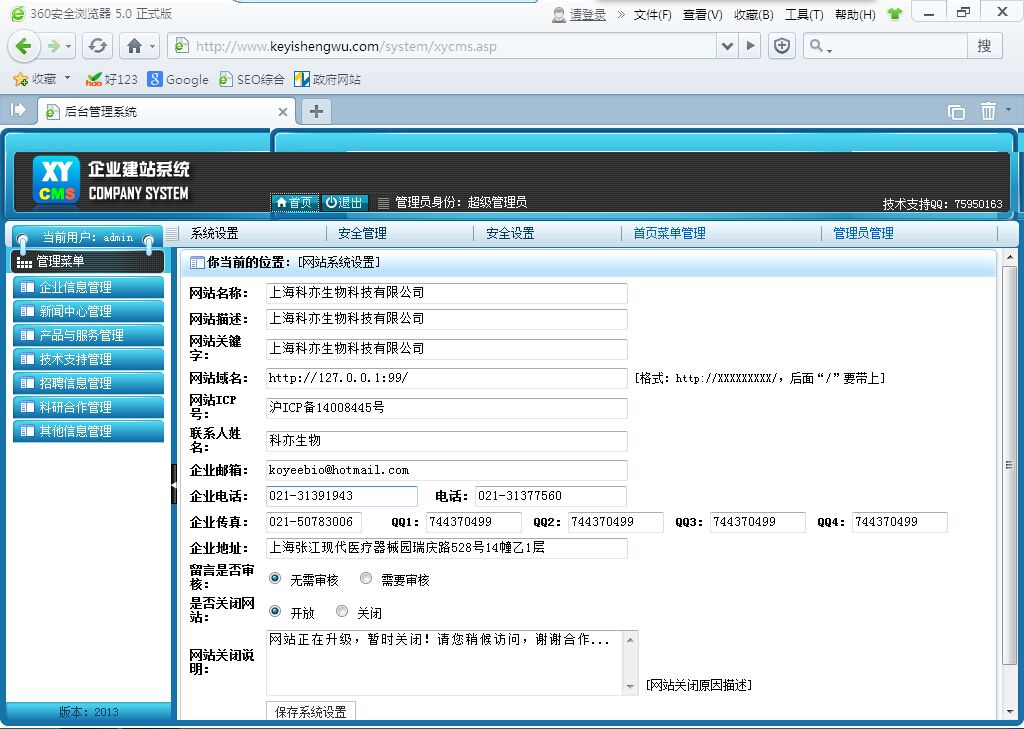 360安全浏览器 5.0 正式版
请登录 » 文件(F) 查看(V) 收藏(B) 工具(T) 帮助(H)
http://www.keyishengwu.com/system/xycms.asp
搜
收藏 好123 Google SEO综合 政府网站
后台管理系统
XY CMS
企业建站系统
COMPANY SYSTEM
首页 退出 管理员身份：超级管理员
技术支持QQ：75950163
当前用户：admin
系统设置 安全管理 安全设置 首页菜单管理 管理员管理
管理菜单
企业信息管理
新闻中心管理
产品与服务管理
技术支持管理
招聘信息管理
科研合作管理
其他信息管理
版本：2013
你当前的位置：[网站系统设置]
网站名称： 上海科亦生物科技有限公司
网站描述： 上海科亦生物科技有限公司
网站关键字： 上海科亦生物科技有限公司
网站域名： http://127.0.0.1:99/ [格式：http://XXXXXXXXX/，后面“/”要带上]
网站ICP号： 沪ICP备14008445号
联系人姓名： 科亦生物
企业邮箱： koyeebio@hotmail.com
企业电话： 021-31391943 电话： 021-31377560
企业传真： 021-50783006 QQ1： 744370499 QQ2： 744370499 QQ3： 744370499 QQ4： 744370499
企业地址： 上海张江现代医疗器械园瑞庆路528号14幢乙1层
留言是否审核： 无需审核 需要审核
是否关闭网站： 开放 关闭
网站关闭说明： 网站正在升级，暂时关闭！请您稍候访问，谢谢合作...
[网站关闭原因描述]
保存系统设置